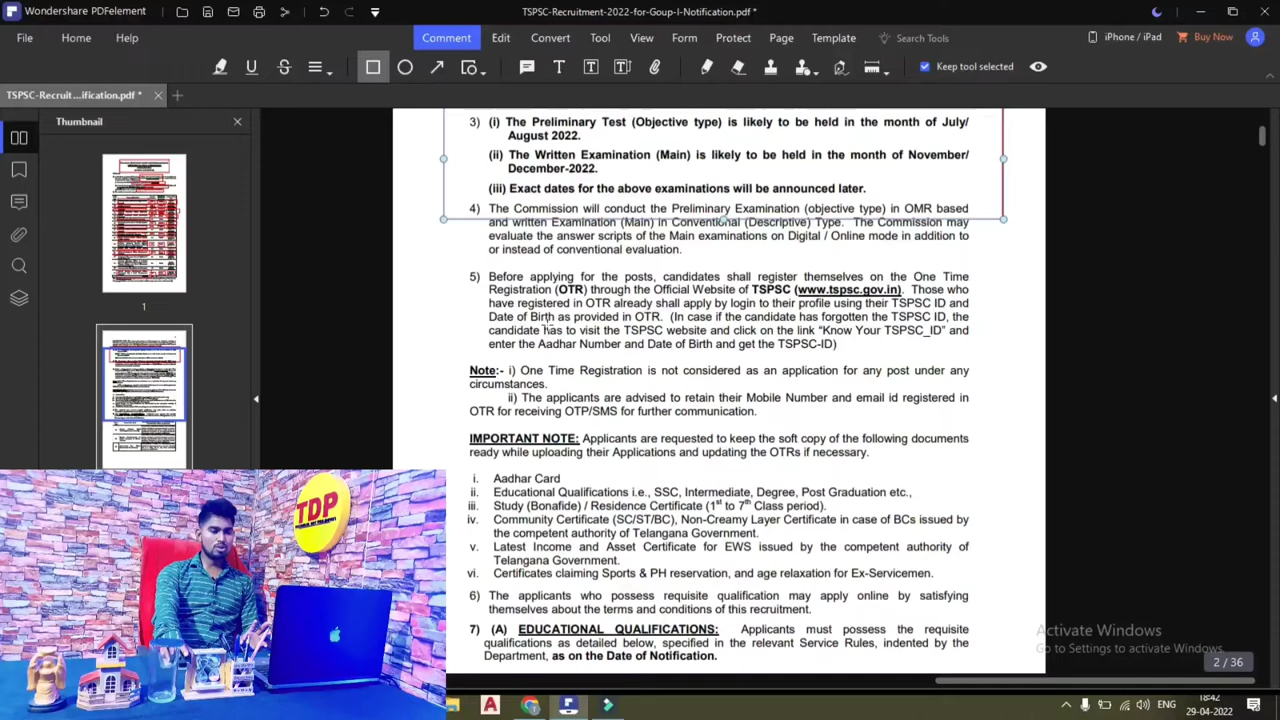 Wondershare PDFelement
TSPSC-Recruitment-2022-for-Goup-I-Notification.pdf *
File Home Help Comment Edit Convert Tool View Form Protect Page Template Search Tools iPhone / iPad Buy Now
Keep tool selected
TSPSC-Recruit...ification.pdf *
Thumbnail
1
3) (i) The Preliminary Test (Objective type) is likely to be held in the month of July/
August 2022.
(ii) The Written Examination (Main) is likely to be held in the month of November/
December-2022.
(iii) Exact dates for the above examinations will be announced later.
4) The Commission will conduct the Preliminary Examination (objective type) in OMR based
and written Examination (Main) in Conventional (Descriptive) Type. The Commission may
evaluate the answer scripts of the Main examinations on Digital / Online mode in addition to
or instead of conventional evaluation.
5) Before applying for the posts, candidates shall register themselves on the One Time
Registration (OTR) through the Official Website of TSPSC (www.tspsc.gov.in). Those who
have registered in OTR already shall apply by login to their profile using their TSPSC ID and
Date of Birth as provided in OTR. (In case if the candidate has forgotten the TSPSC ID, the
candidate has to visit the TSPSC website and click on the link “Know Your TSPSC_ID” and
enter the Aadhar Number and Date of Birth and get the TSPSC-ID)
Note:- i) One Time Registration is not considered as an application for any post under any
circumstances.
ii) The applicants are advised to retain their Mobile Number and email id registered in
OTR for receiving OTP/SMS for further communication.
IMPORTANT NOTE: Applicants are requested to keep the soft copy of the following documents
ready while uploading their Applications and updating the OTRs if necessary.
i. Aadhar Card
ii. Educational Qualifications i.e., SSC, Intermediate, Degree, Post Graduation etc.,
iii. Study (Bonafide) / Residence Certificate (1st to 7th Class period).
iv. Community Certificate (SC/ST/BC), Non-Creamy Layer Certificate in case of BCs issued by
the competent authority of Telangana Government.
v. Latest Income and Asset Certificate for EWS issued by the competent authority of
Telangana Government.
vi. Certificates claiming Sports & PH reservation, and age relaxation for Ex-Servicemen.
6) The applicants who possess requisite qualification may apply online by satisfying
themselves about the terms and conditions of this recruitment.
7) (A) EDUCATIONAL QUALIFICATIONS: Applicants must possess the requisite
qualifications as detailed below, specified in the relevant Service Rules, indented by the
Department, as on the Date of Notification.
TDP
Activate Windows
Go to Settings to activate Windows.
2 / 36
18:42
29-04-2022